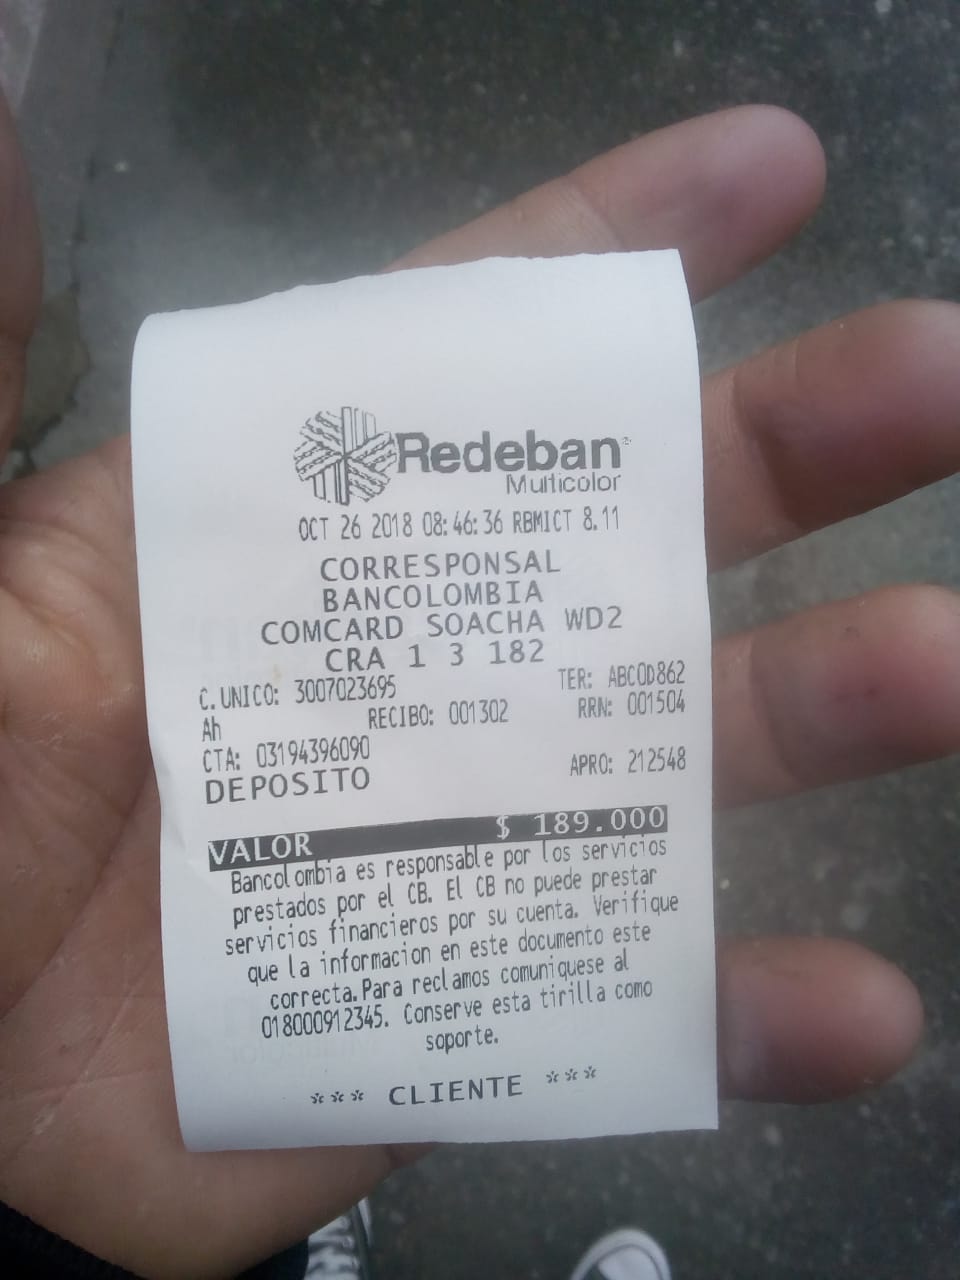 Redeban
Multicolor
OCT 26 2018 08:46:36 RBMICT 8.11
CORRESPONSAL
BANCOLOMBIA
COMCARD SOACHA WD2
CRA 1 3 182
C. UNICO: 3007023695 TER: ABCOD862
Ah RECIBO: 001302 RRN: 001504
CTA: 03194396090
DEPOSITO APRO: 212548
VALOR $ 189.000
Bancolombia es responsable por los servicios
prestados por el CB. El CB no puede prestar
servicios financieros por su cuenta. Verifique
que la informacion en este documento este
correcta. Para reclamos comuniquese al
018000912345. Conserve esta tirilla como
soporte.
*** CLIENTE ***